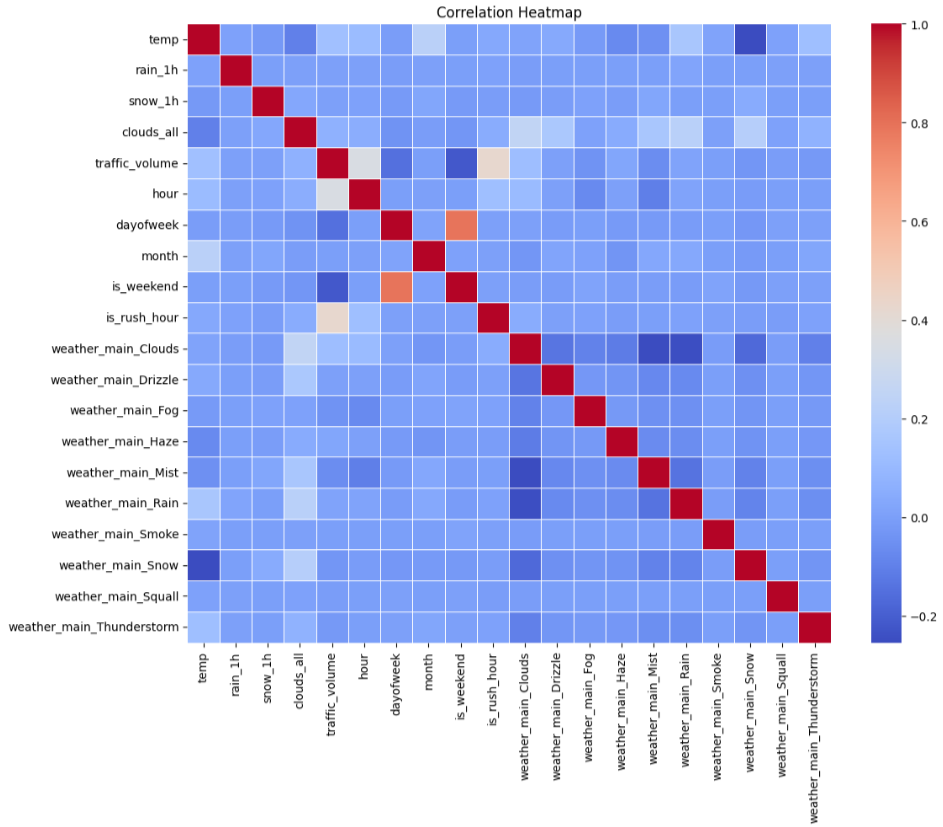 Correlation Heatmap
temp
rain_1h
snow_1h
clouds_all
traffic_volume
hour
dayofweek
month
is_weekend
is_rush_hour
weather_main_Clouds
weather_main_Drizzle
weather_main_Fog
weather_main_Haze
weather_main_Mist
weather_main_Rain
weather_main_Smoke
weather_main_Snow
weather_main_Squall
weather_main_Thunderstorm
temp
rain_1h
snow_1h
clouds_all
traffic_volume
hour
dayofweek
month
is_weekend
is_rush_hour
weather_main_Clouds
weather_main_Drizzle
weather_main_Fog
weather_main_Haze
weather_main_Mist
weather_main_Rain
weather_main_Smoke
weather_main_Snow
weather_main_Squall
weather_main_Thunderstorm
1.0
0.8
0.6
0.4
0.2
0.0
−0.2